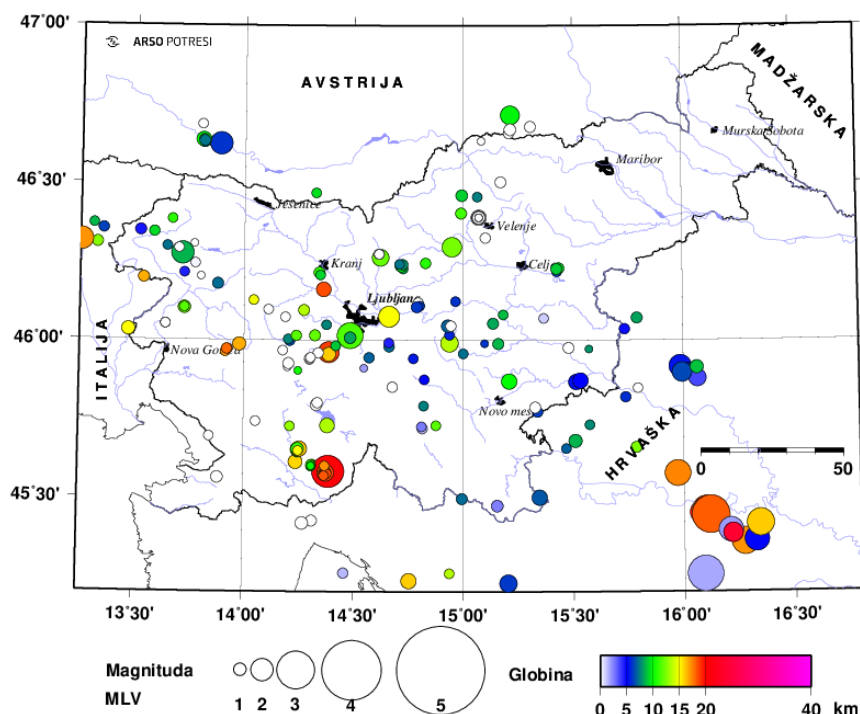 47°00'
ARSO POTRESI
AVSTRIJA
MADŽARSKA
Murska Sobota
Maribor
46°30'
Jesenice
Velenje
Kranj
Celje
Ljubljana
46°00'
Nova Gorica
ITALIJA
Novo mesto
HRVAŠKA
0 50
45°30'
13°30' 14°00' 14°30' 15°00' 15°30' 16°00' 16°30'
Magnituda
MLV
1 2 3 4 5
Globina
0 5 10 15 20 40 km